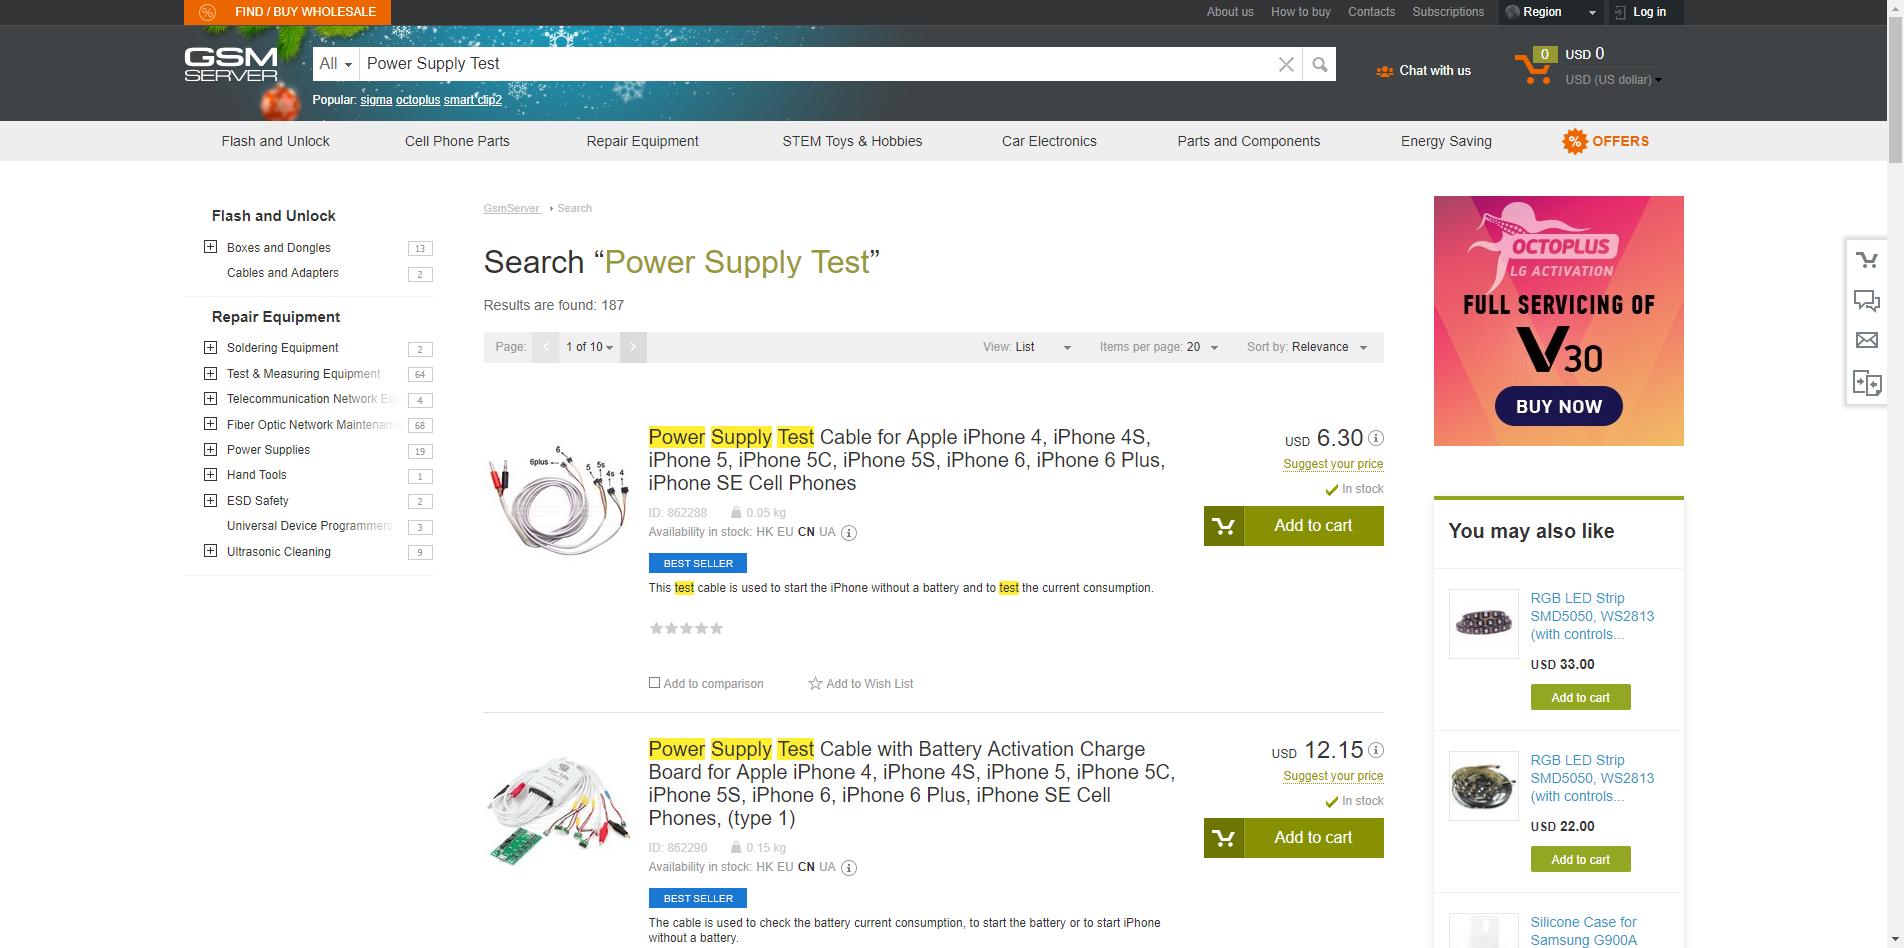 FIND / BUY WHOLESALE
About us How to buy Contacts Subscriptions Region Log in
GSM
SERVER
All Power Supply Test
Chat with us
0 USD 0
USD (US dollar)
Popular: sigma octoplus smart clip2
Flash and Unlock Cell Phone Parts Repair Equipment STEM Toys & Hobbies Car Electronics Parts and Components Energy Saving % OFFERS
Flash and Unlock
Boxes and Dongles 13
Cables and Adapters 2
Repair Equipment
Soldering Equipment 2
Test & Measuring Equipment 64
Telecommunication Network Eq 4
Fiber Optic Network Maintenanc 68
Power Supplies 19
Hand Tools 1
ESD Safety 2
Universal Device Programmers 3
Ultrasonic Cleaning 9
GsmServer Search
Search “Power Supply Test”
Results are found: 187
Page: 1 of 10 View: List Items per page: 20 Sort by: Relevance
6
6plus
5 5s 4s 4
Power Supply Test Cable for Apple iPhone 4, iPhone 4S,
iPhone 5, iPhone 5C, iPhone 5S, iPhone 6, iPhone 6 Plus,
iPhone SE Cell Phones
ID: 862288 0.05 kg
Availability in stock: HK EU CN UA
BEST SELLER
This test cable is used to start the iPhone without a battery and to test the current consumption.
Add to comparison Add to Wish List
USD 6.30
Suggest your price
In stock
Add to cart
Power Supply Test Cable with Battery Activation Charge
Board for Apple iPhone 4, iPhone 4S, iPhone 5, iPhone 5C,
iPhone 5S, iPhone 6, iPhone 6 Plus, iPhone SE Cell
Phones, (type 1)
ID: 862290 0.15 kg
Availability in stock: HK EU CN UA
BEST SELLER
The cable is used to check the battery current consumption, to start the battery or to start iPhone
without a battery.
USD 12.15
Suggest your price
In stock
Add to cart
OCTOPLUS
LG ACTIVATION
FULL SERVICING OF
V30
BUY NOW
You may also like
RGB LED Strip
SMD5050, WS2813
(with controls...
USD 33.00
Add to cart
RGB LED Strip
SMD5050, WS2813
(with controls...
USD 22.00
Add to cart
Silicone Case for
Samsung G900A